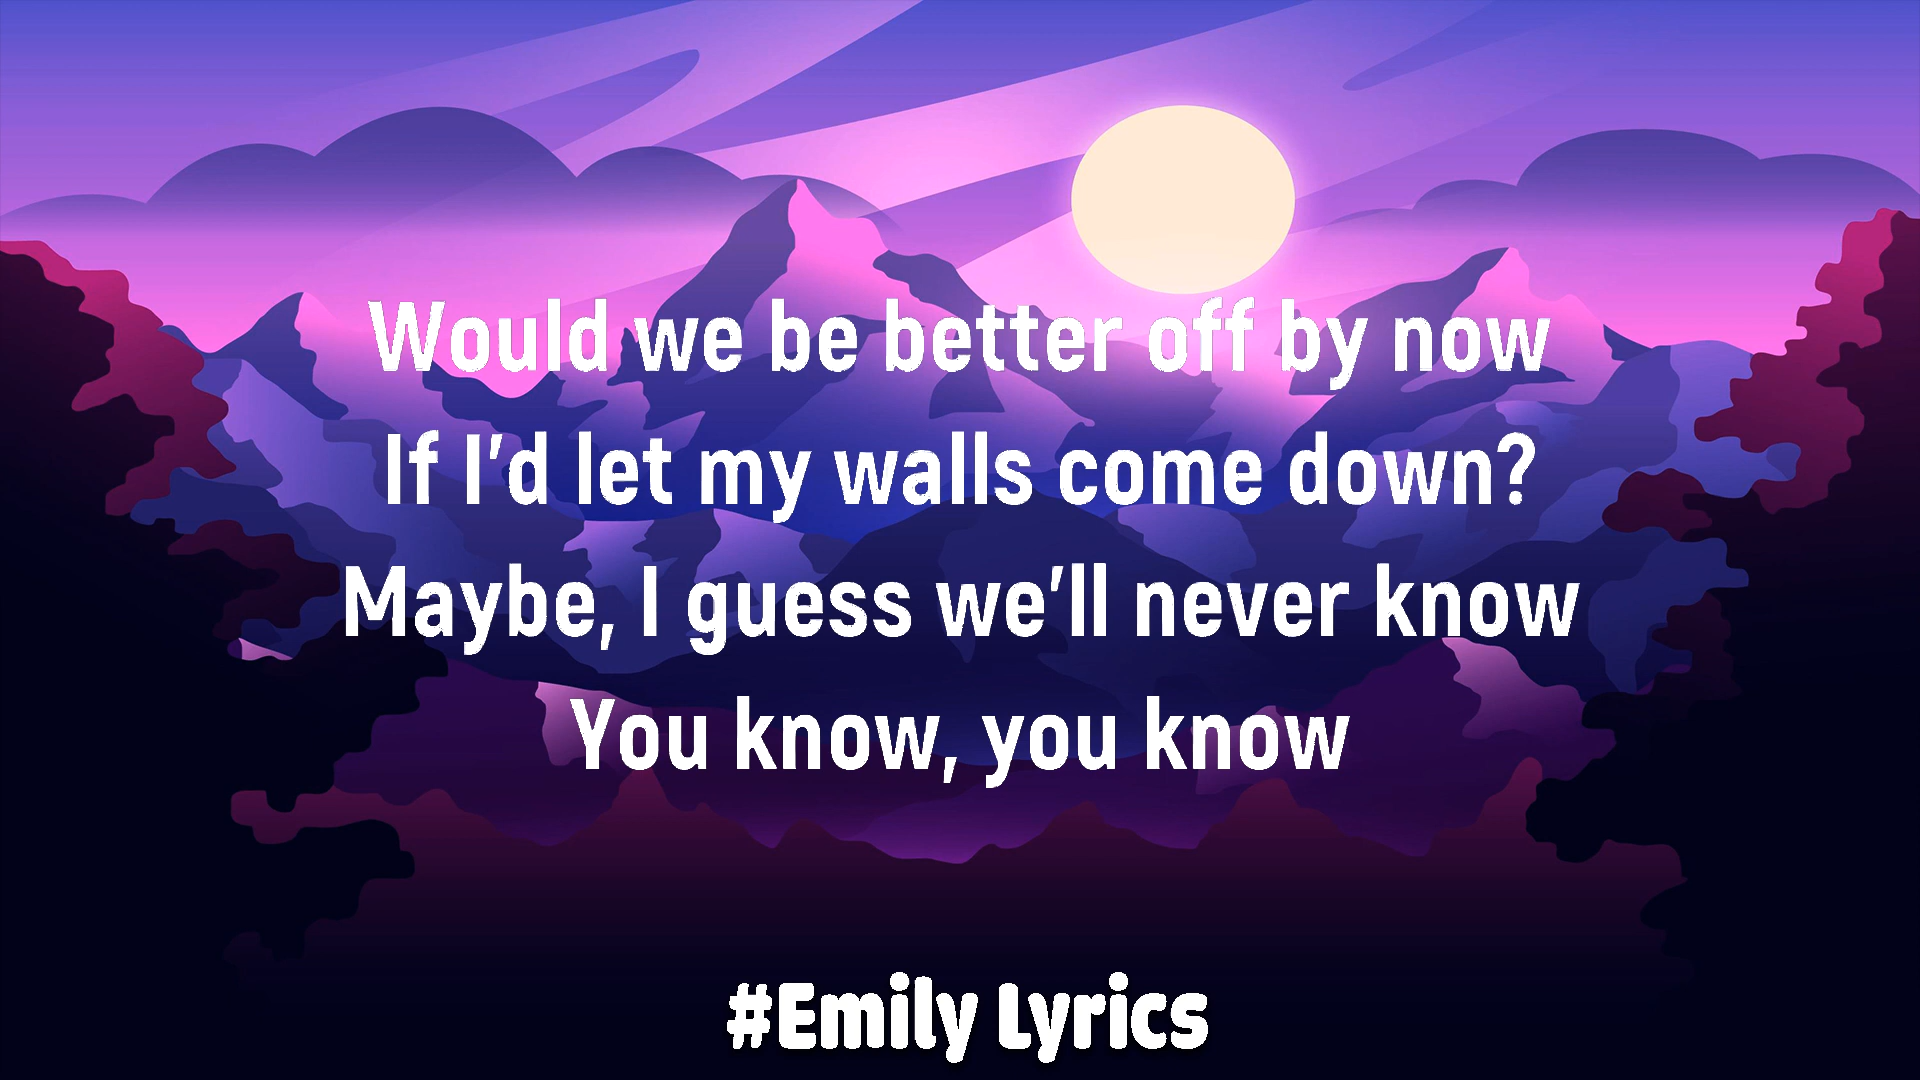 Would we be better off by now
If I'd let my walls come down?
Maybe, I guess we'll never know
You know, you know
#Emily Lyrics